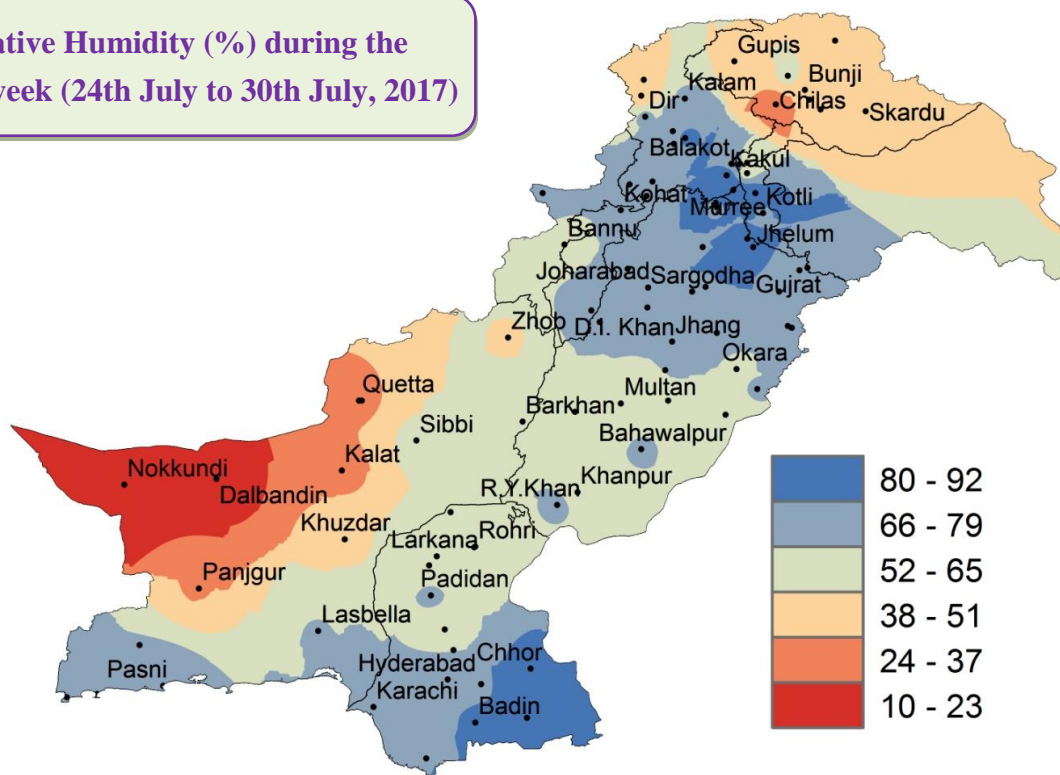 ative Humidity (%) during the
week (24th July to 30th July, 2017)
Gupis
Bunji
Kalam
Dir
Chilas
Skardu
Balakot
Kakul
Kohat
Murree
Kotli
Bannu
Jhelum
Joharabad
Sargodha
Gujrat
Zhob
D.I. Khan
Jhang
Okara
Quetta
Multan
Barkhan
Sibbi
Bahawalpur
Nokkundi
Kalat
Khanpur
Dalbandin
R.Y.Khan
Khuzdar
Rohri
Larkana
Panjgur
Padidan
Lasbella
Pasni
Hyderabad
Chhor
Karachi
Badin
80 - 92
66 - 79
52 - 65
38 - 51
24 - 37
10 - 23